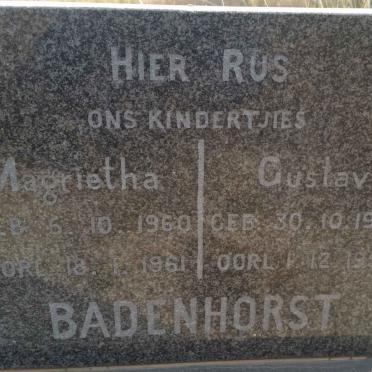 HIER RUS
ONS KINDERTJIES
Magrietha Gustav
GEB 6. 10. 1960 GEB. 30. 10. 19
OORL. 18. 1. 1961 OORL 1. 12. 19
BADENHORST